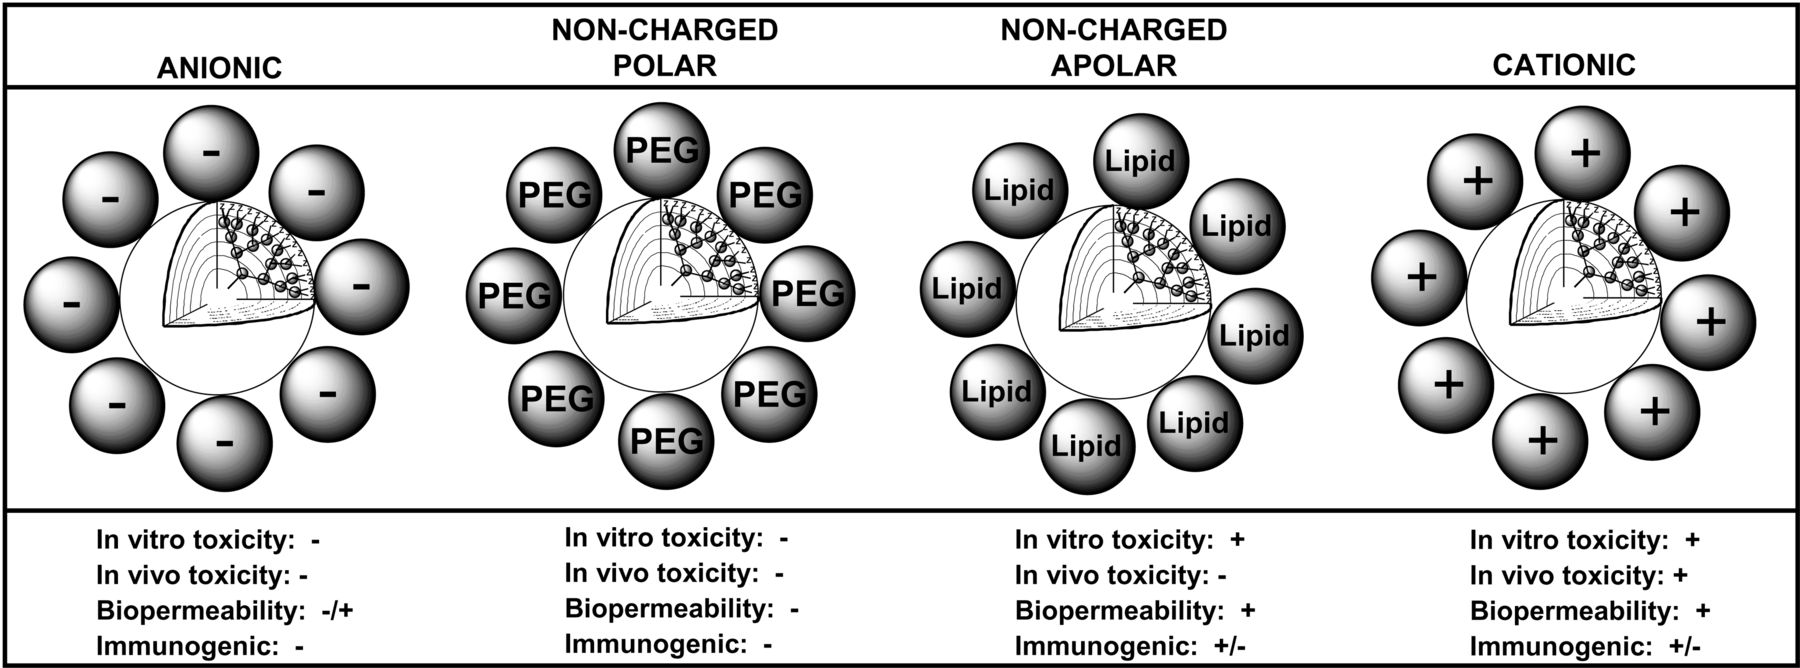 ANIONIC
NON-CHARGED
POLAR
NON-CHARGED
APOLAR
CATIONIC
-
-
-
-
-
-
-
-
PEG
PEG
PEG
PEG
PEG
PEG
PEG
PEG
Lipid
Lipid
Lipid
Lipid
Lipid
Lipid
Lipid
Lipid
+
+
+
+
+
+
+
+
In vitro toxicity: -
In vivo toxicity: -
Biopermeability: -/+
Immunogenic: -
In vitro toxicity: -
In vivo toxicity: -
Biopermeability: -
Immunogenic: -
In vitro toxicity: +
In vivo toxicity: -
Biopermeability: +
Immunogenic: +/-
In vitro toxicity: +
In vivo toxicity: +
Biopermeability: +
Immunogenic: +/-